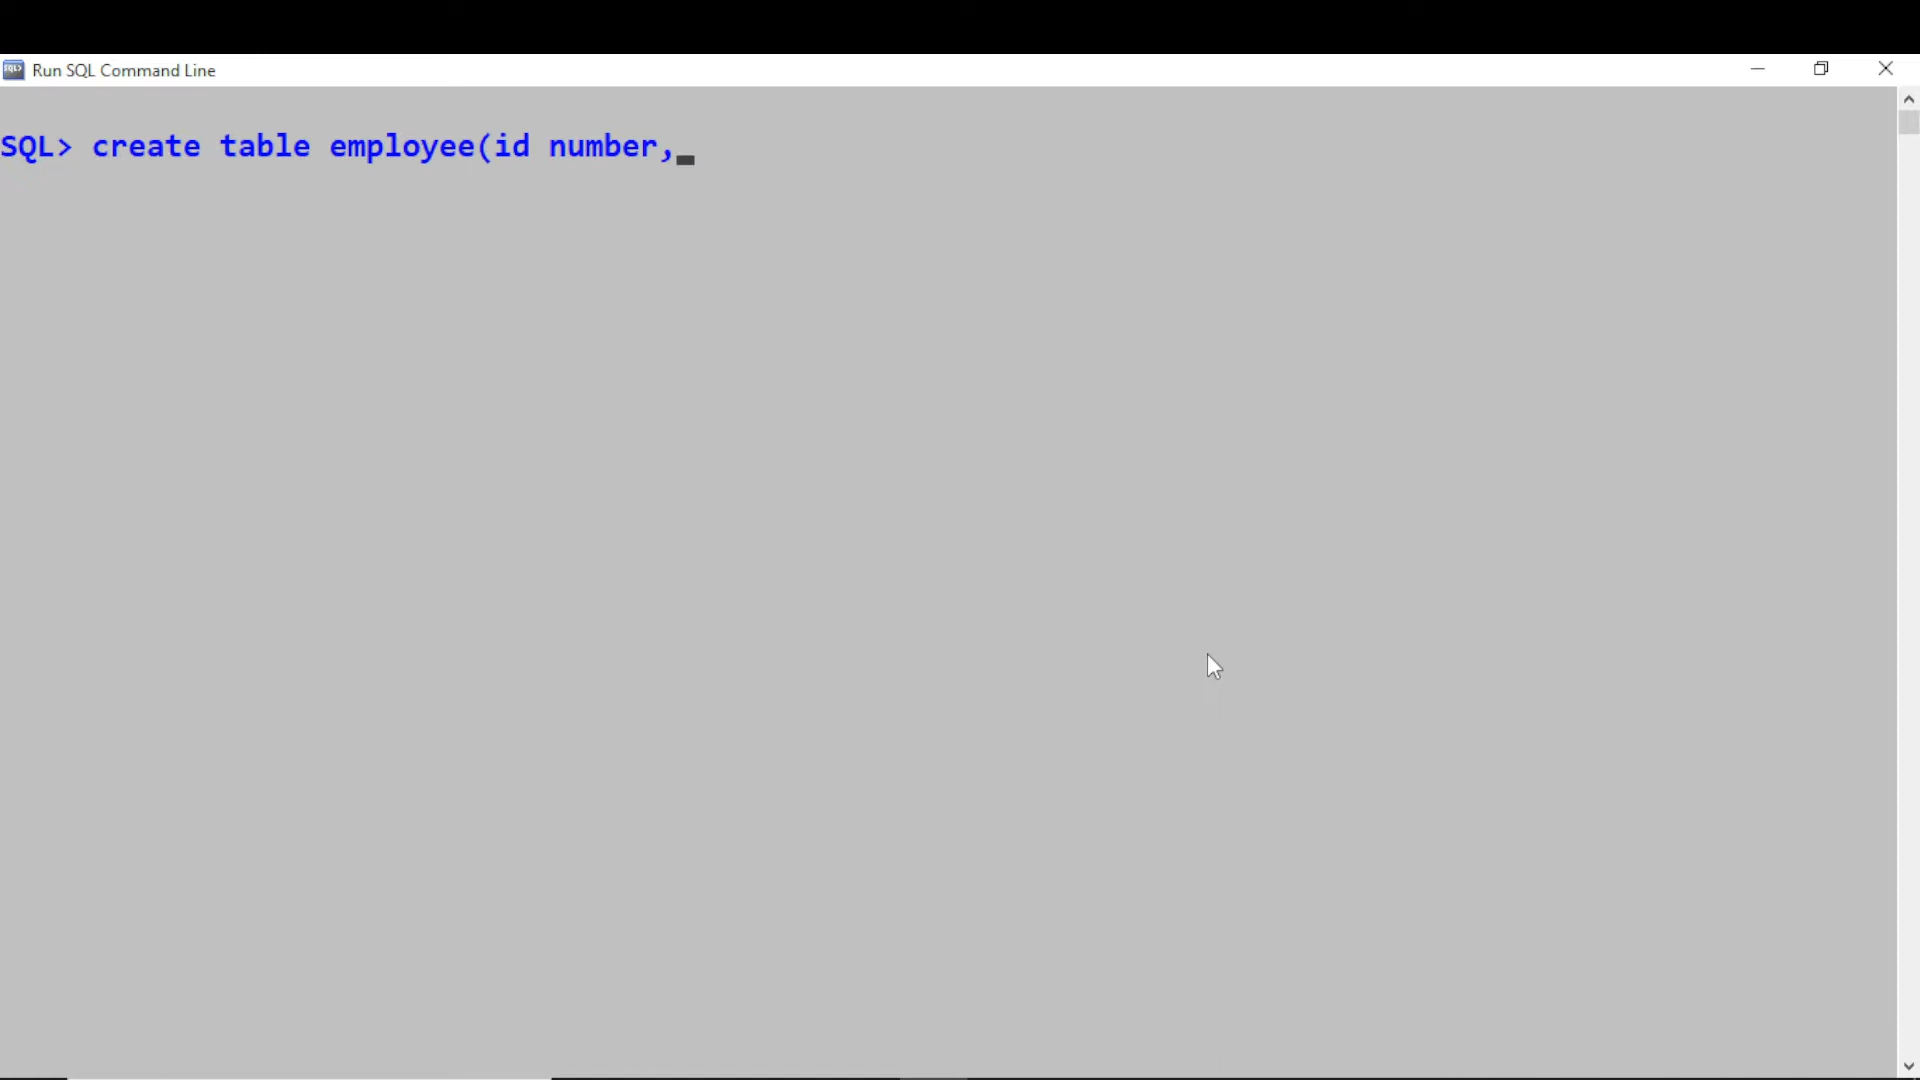 Run SQL Command Line
SQL> create table employee(id number,